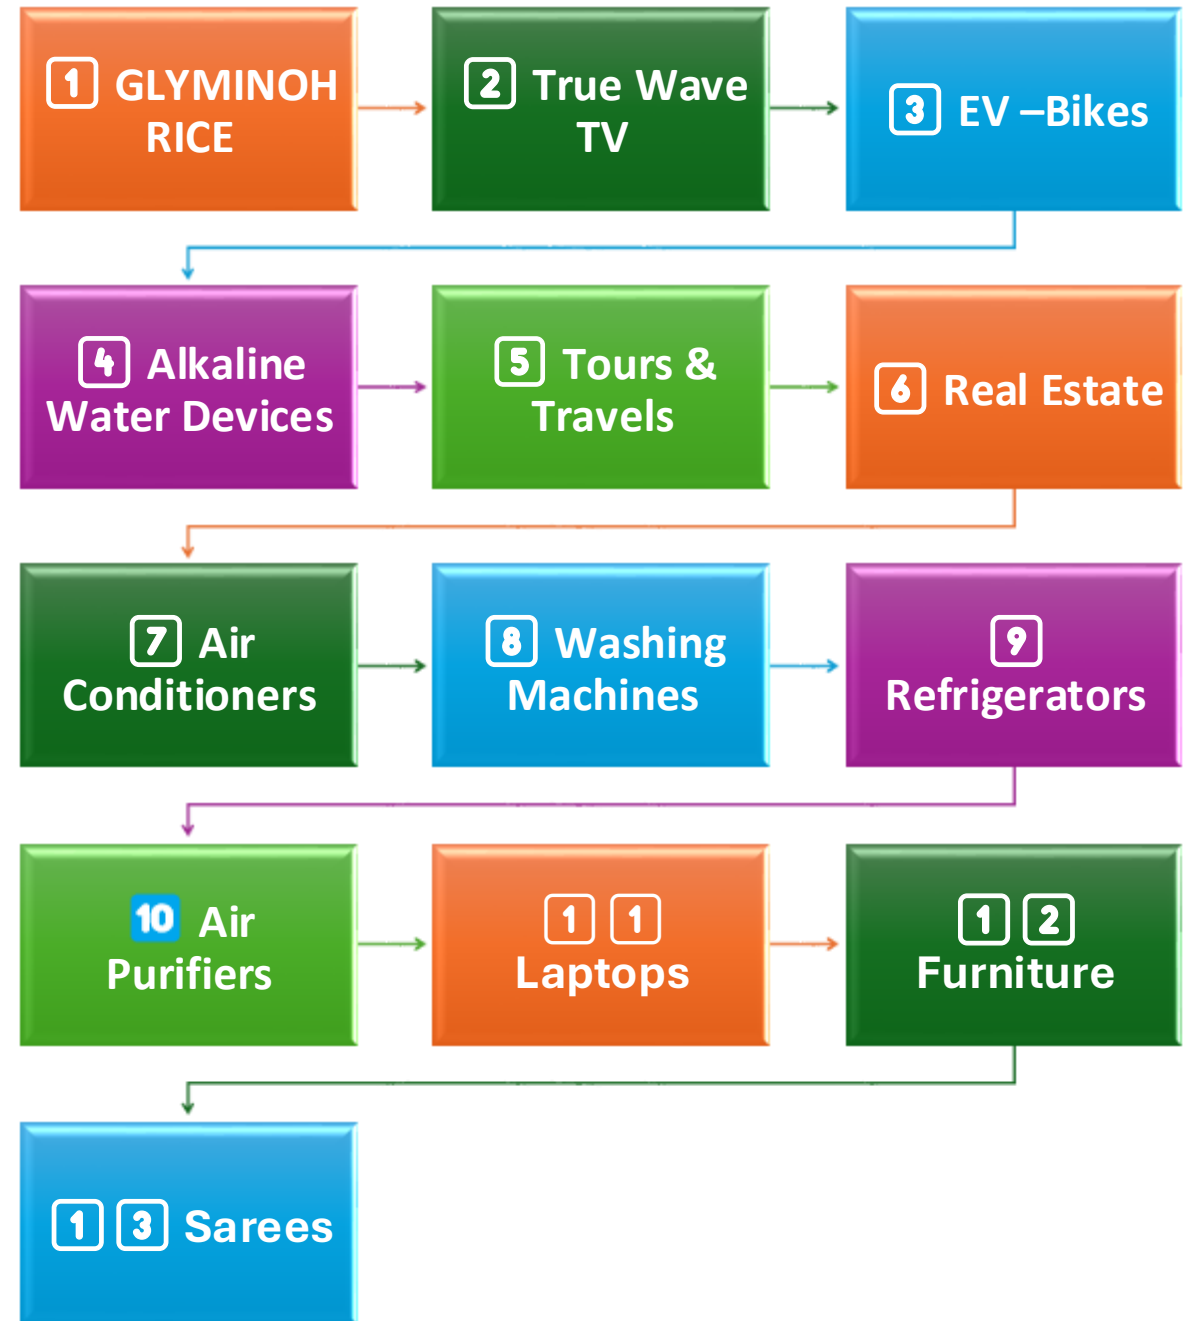 1️⃣ GLYMINOH
RICE
2️⃣ True Wave
TV
3️⃣ EV –Bikes
4️⃣ Alkaline
Water Devices
5️⃣ Tours &
Travels
6️⃣ Real Estate
7️⃣ Air
Conditioners
8️⃣ Washing
Machines
9️⃣
Refrigerators
🔟 Air
Purifiers
1️⃣1️⃣
Laptops
1️⃣2️⃣
Furniture
1️⃣3️⃣ Sarees